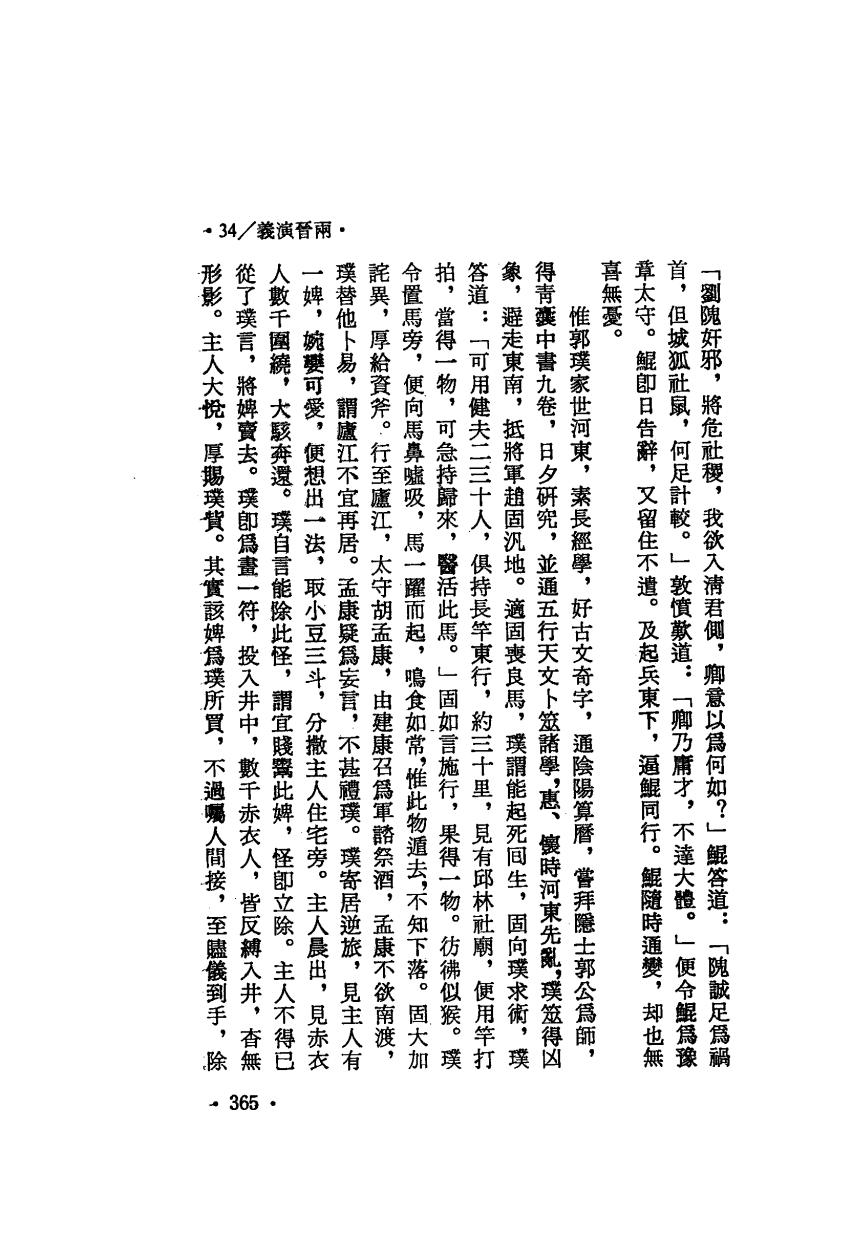 ·34／義演晉兩·
「劉隗奸邪，將危社稷，我欲入清君側，卿意以爲何如？」鯤答道：「隗誠足爲禍
首，但城狐社鼠，何足計較。」敦憤歎道：「卿乃庸才，不達大體。」便令鯤爲豫
章太守。鯤卽日告辭，又留住不遣。及起兵東下，逼鯤同行。鯤隨時通變，却也無
喜無憂。
惟郭璞家世河東，素長經學，好古文奇字，通陰陽算曆，嘗拜隱士郭公爲師，
得靑囊中書九卷，日夕研究，並通五行天文卜筮諸學，惠、懷時河東先亂，璞筮得凶
象，避走東南，抵將軍趙固汛地。適固喪良馬，璞謂能起死回生，固向璞求術，璞
答道：「可用健夫二三十人，俱持長竿東行，約三十里，見有邱林社廟，便用竿打
拍，當得一物，可急持歸來，醫活此馬。」固如言施行，果得一物。彷彿似猴。璞
令置馬旁，便向馬鼻噓吸，馬一躍而起，鳴食如常，惟此物遁去，不知下落。固大加
詫異，厚給資斧。行至廬江，太守胡孟康，由建康召爲軍諮祭酒，孟康不欲南渡，
璞替他卜易，謂廬江不宜再居。孟康疑爲妄言，不甚禮璞。璞寄居逆旅，見主人有
一婢，婉孌可愛，便想出一法，取小豆三斗，分撒主人住宅旁。主人晨出，見赤衣
人數千圍繞，大駭奔還。璞自言能除此怪，謂宜賤鬻此婢，怪卽立除。主人不得已
從了璞言，將婢賣去。璞卽爲畫一符，投入井中，數千赤衣人，皆反縛入井，杳無
形影。主人大悅，厚賜璞貲。其實該婢爲璞所買，不過囑人間接，至贐儀到手，除
·365·